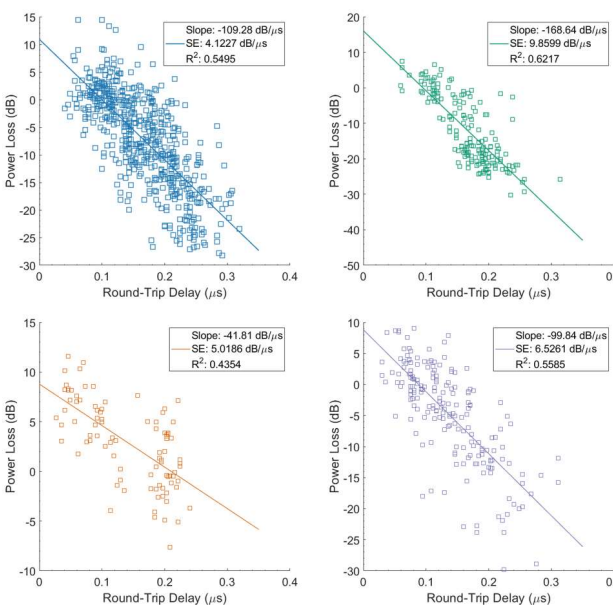 15
10
5
0
-5
-10
-15
-20
-25
-30
Power Loss (dB)
0
0.1
0.2
0.3
0.4
Round-Trip Delay (μs)
Slope: -109.28 dB/μs
SE: 4.1227 dB/μs
R²: 0.5495
20
10
0
-10
-20
-30
-40
-50
Power Loss (dB)
0
0.1
0.2
0.3
0
Round-Trip Delay (μs)
Slope: -168.64 dB/μs
SE: 9.8599 dB/μs
R²: 0.6217
15
10
5
0
-5
-10
Power Loss (dB)
0
0.1
0.2
0.3
0.4
Round-Trip Delay (μs)
Slope: -41.81 dB/μs
SE: 5.0186 dB/μs
R²: 0.4354
10
5
0
-5
-10
-15
-20
-25
-30
Power Loss (dB)
0
0.1
0.2
0.3
0
Round-Trip Delay (μs)
Slope: -99.84 dB/μs
SE: 6.5261 dB/μs
R²: 0.5585